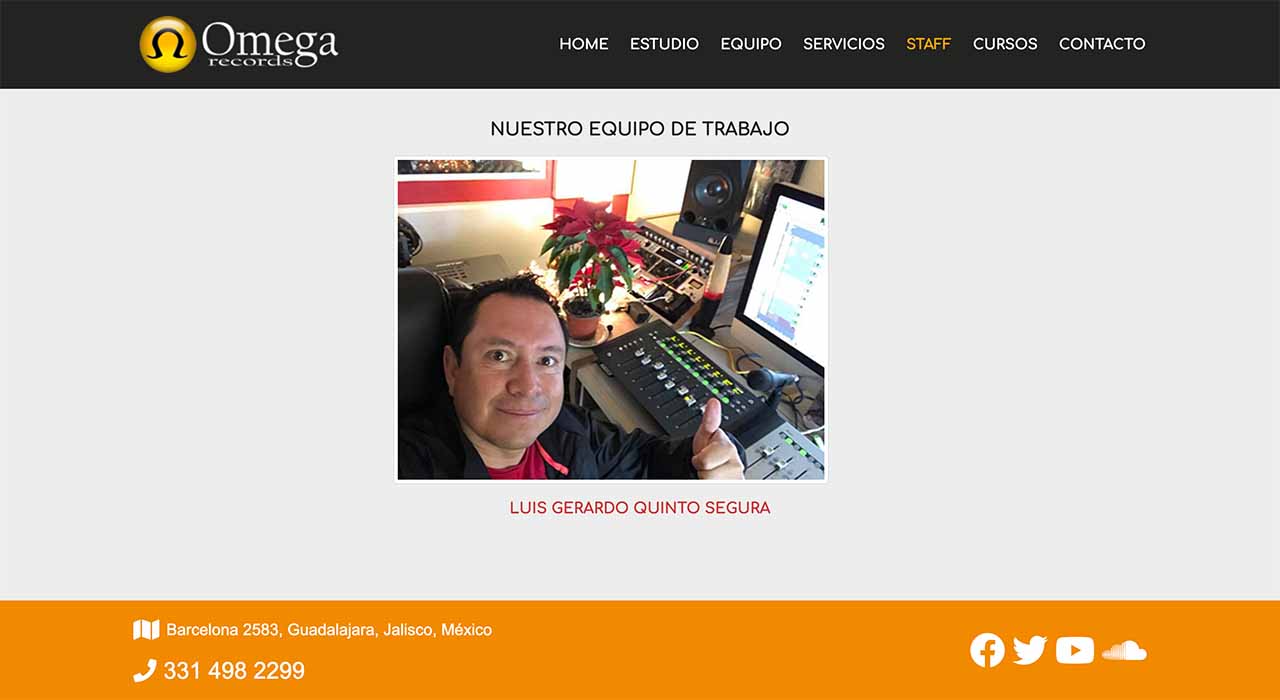 Omega
records
HOME ESTUDIO EQUIPO SERVICIOS STAFF CURSOS CONTACTO
NUESTRO EQUIPO DE TRABAJO
LUIS GERARDO QUINTO SEGURA
Barcelona 2583, Guadalajara, Jalisco, México
331 498 2299